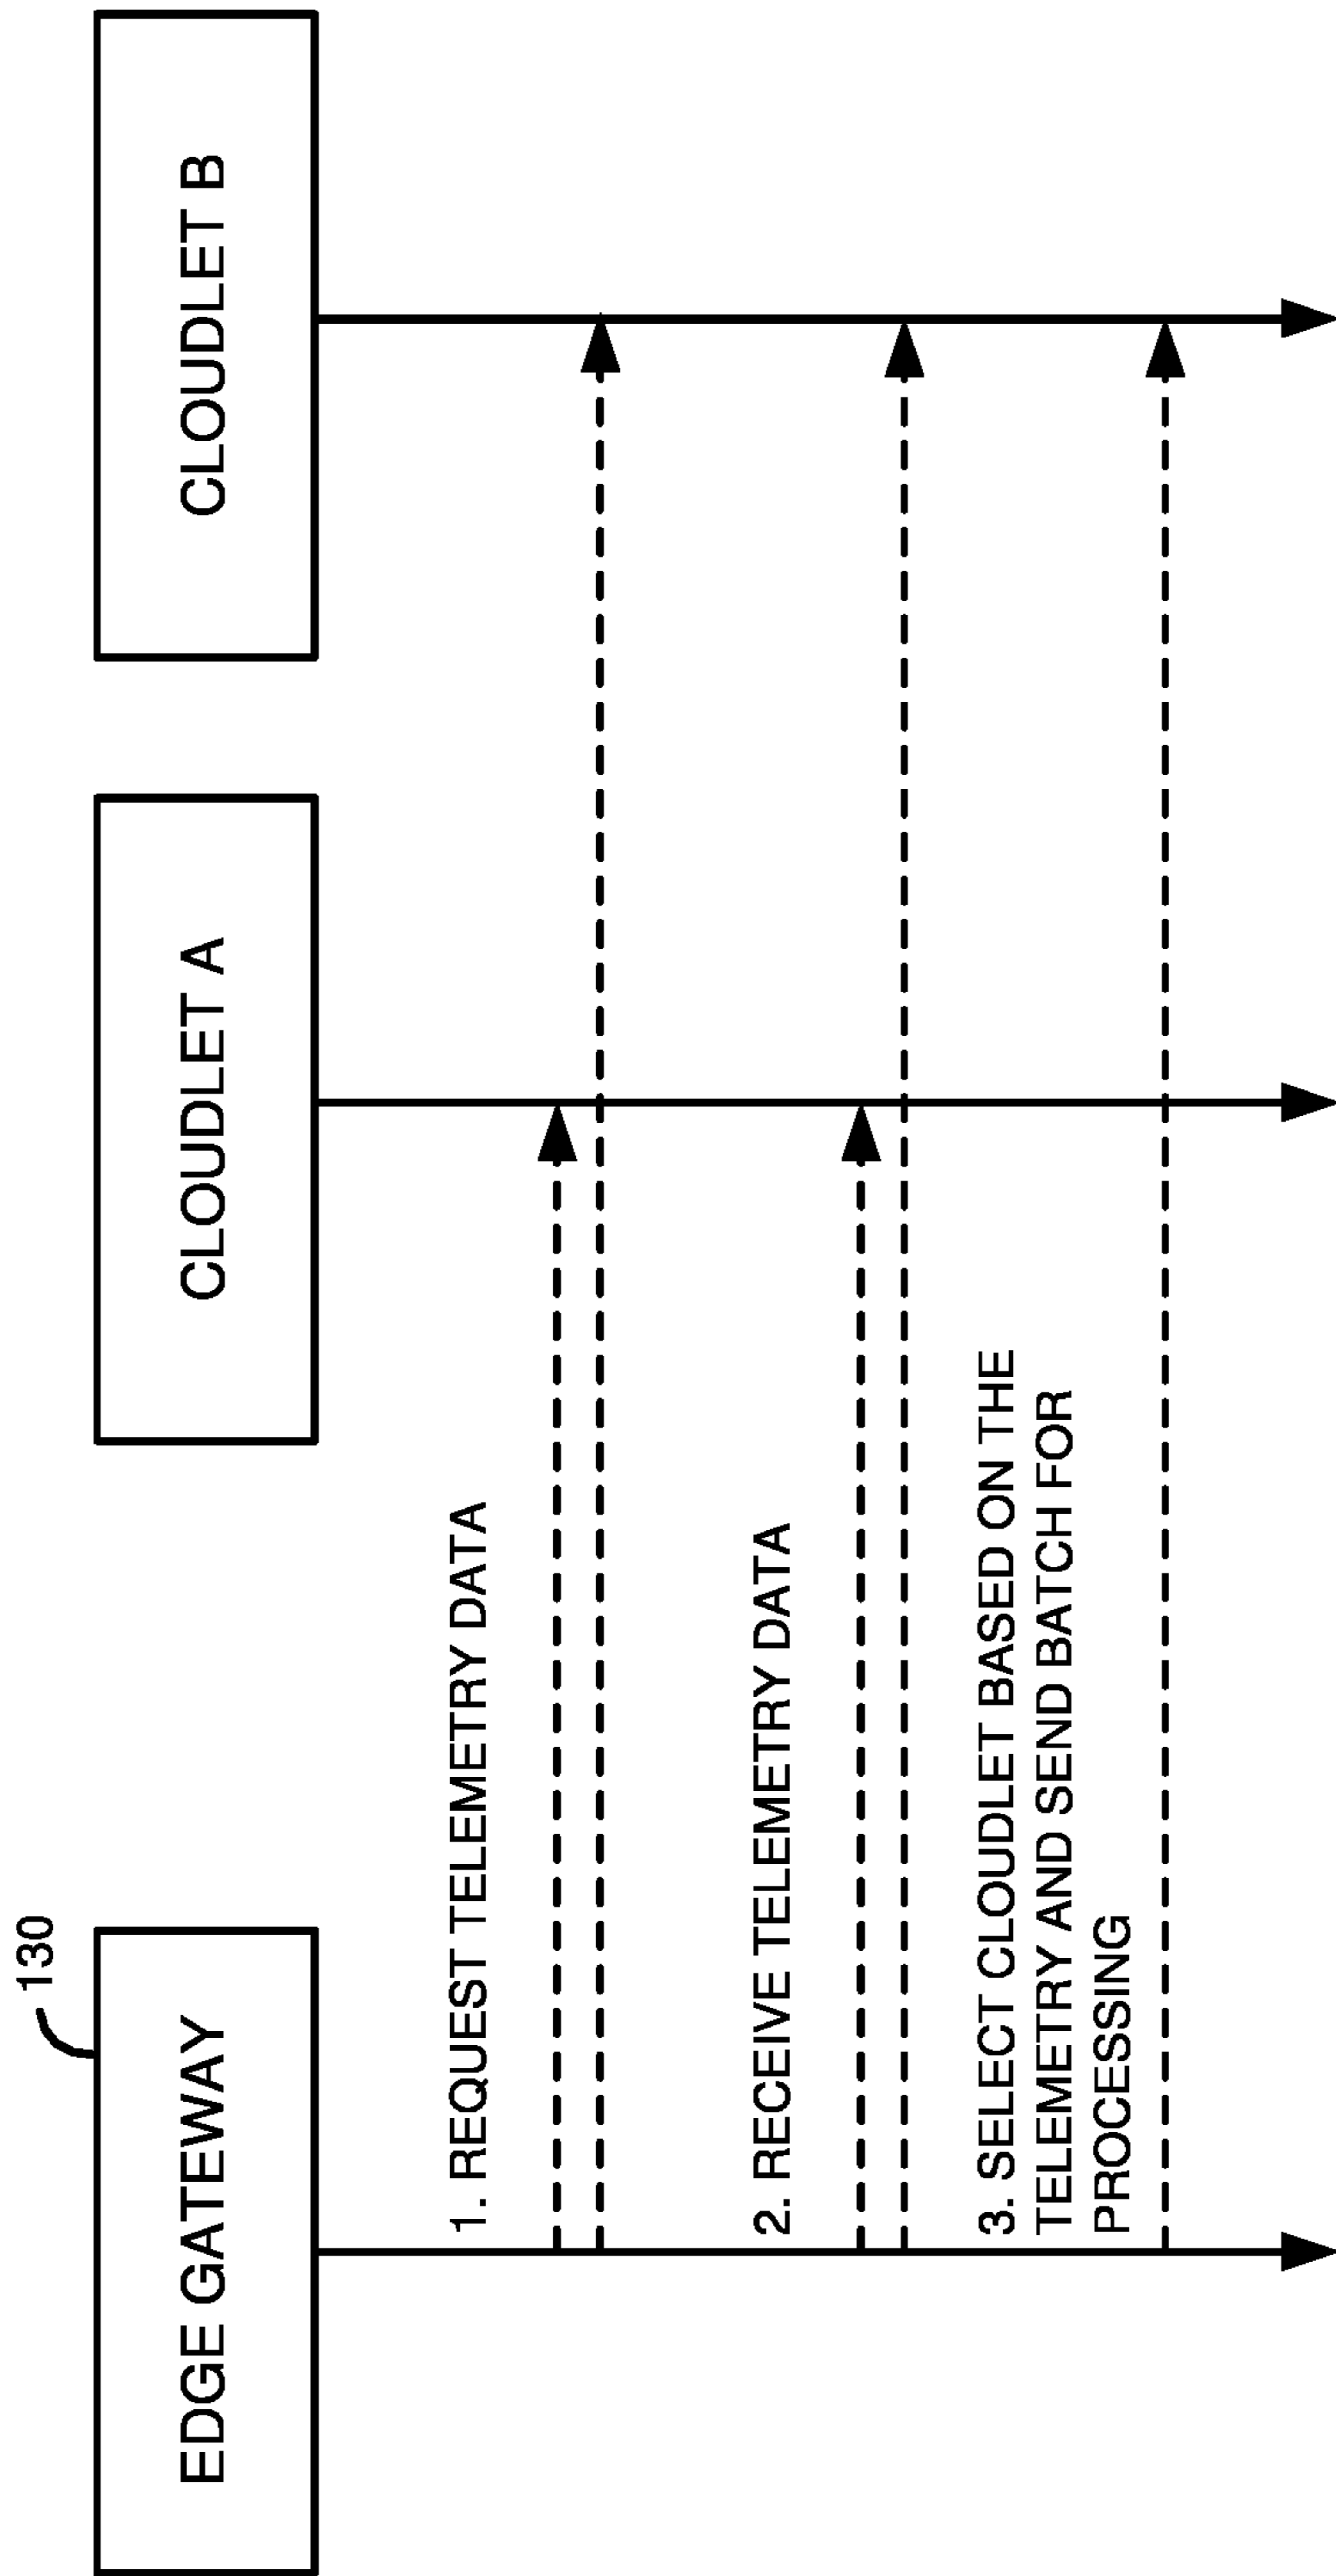 130
EDGE GATEWAY
CLOUDLET A
CLOUDLET B
1. REQUEST TELEMETRY DATA
2. RECEIVE TELEMETRY DATA
3. SELECT CLOUDLET BASED ON THE
TELEMETRY AND SEND BATCH FOR
PROCESSING